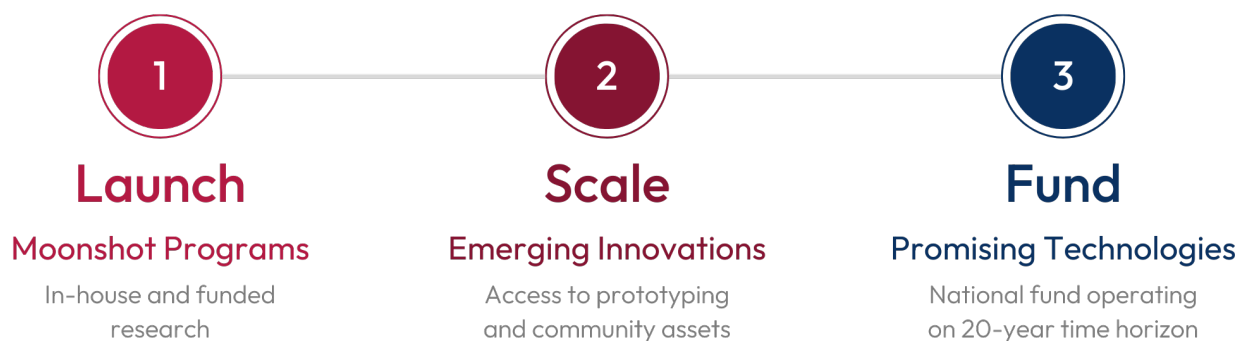 1
Launch
Moonshot Programs
In-house and funded
research
2
Scale
Emerging Innovations
Access to prototyping
and community assets
3
Fund
Promising Technologies
National fund operating
on 20-year time horizon